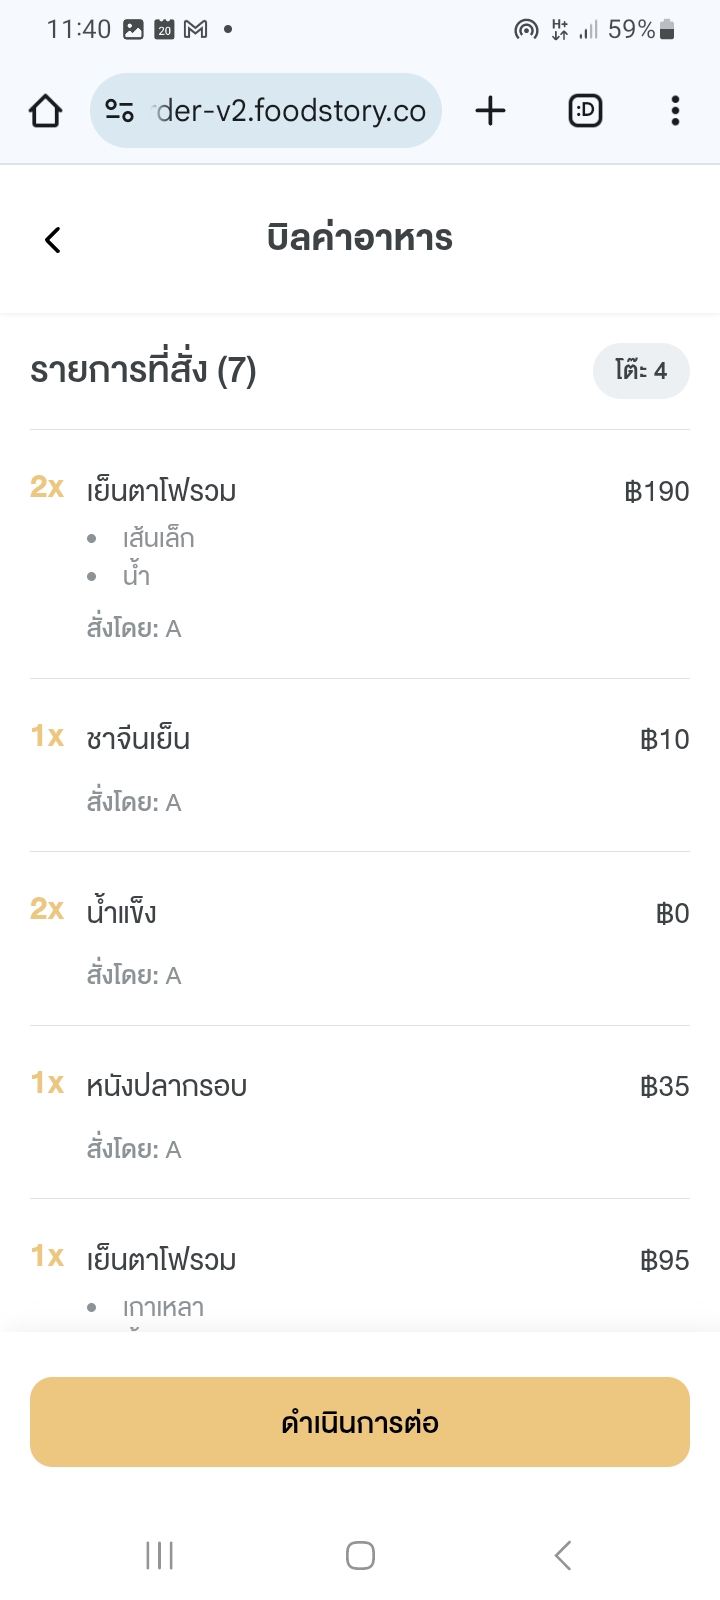 11:40
20
H+
59%
der-v2.foodstory.co
:D
บิลค่าอาหาร
รายการที่สั่ง (7)
โต๊ะ 4
2x เย็นตาโฟรวม ฿190
• เส้นเล็ก
• น้ำ
สั่งโดย: A
1x ชาจีนเย็น ฿10
สั่งโดย: A
2x น้ำแข็ง ฿0
สั่งโดย: A
1x หนังปลากรอบ ฿35
สั่งโดย: A
1x เย็นตาโฟรวม ฿95
• เกาเหลา
ดำเนินการต่อ